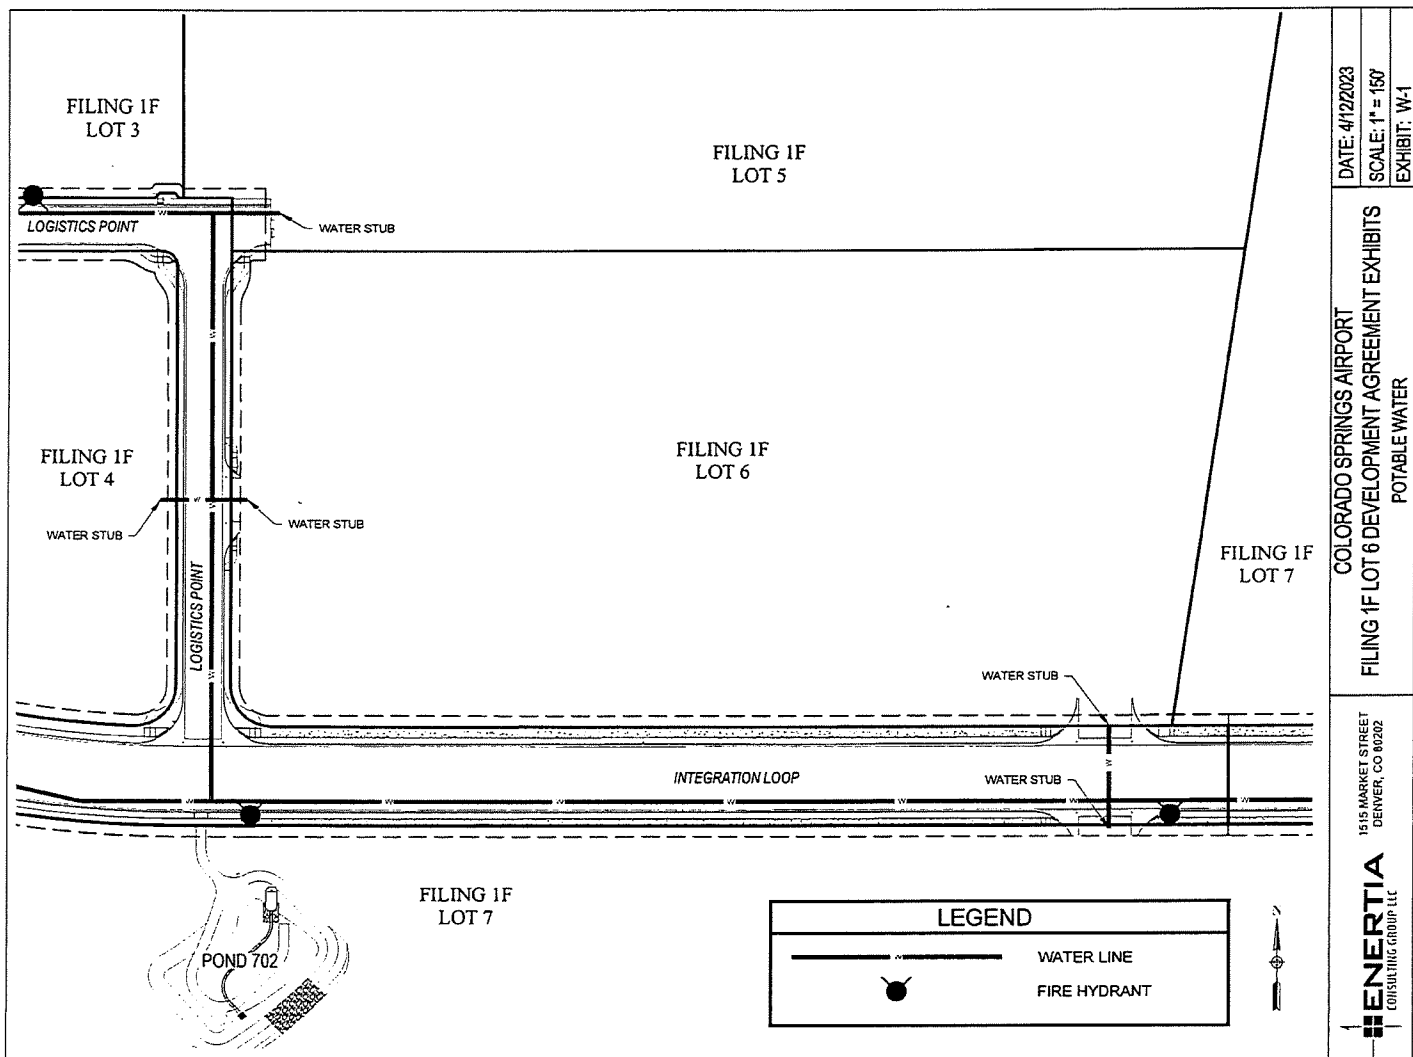 FILING 1F
LOT 3
FILING 1F
LOT 5
LOGISTICS POINT
W
WATER STUB
W
FILING 1F
LOT 4
FILING 1F
LOT 6
W
W
WATER STUB
WATER STUB
LOGISTICS POINT
FILING 1F
LOT 7
W
WATER STUB
W
INTEGRATION LOOP
WATER STUB
W
W
W
W
W
W
W
FILING 1F
LOT 7
POND 702
LEGEND
W
WATER LINE
FIRE HYDRANT
N
DATE: 4/12/2023
SCALE: 1" = 150'
EXHIBIT: W-1
COLORADO SPRINGS AIRPORT
FILING 1F LOT 6 DEVELOPMENT AGREEMENT EXHIBITS
POTABLE WATER
1515 MARKET STREET
DENVER, CO 80202
ENERTIA
CONSULTING GROUP LLC